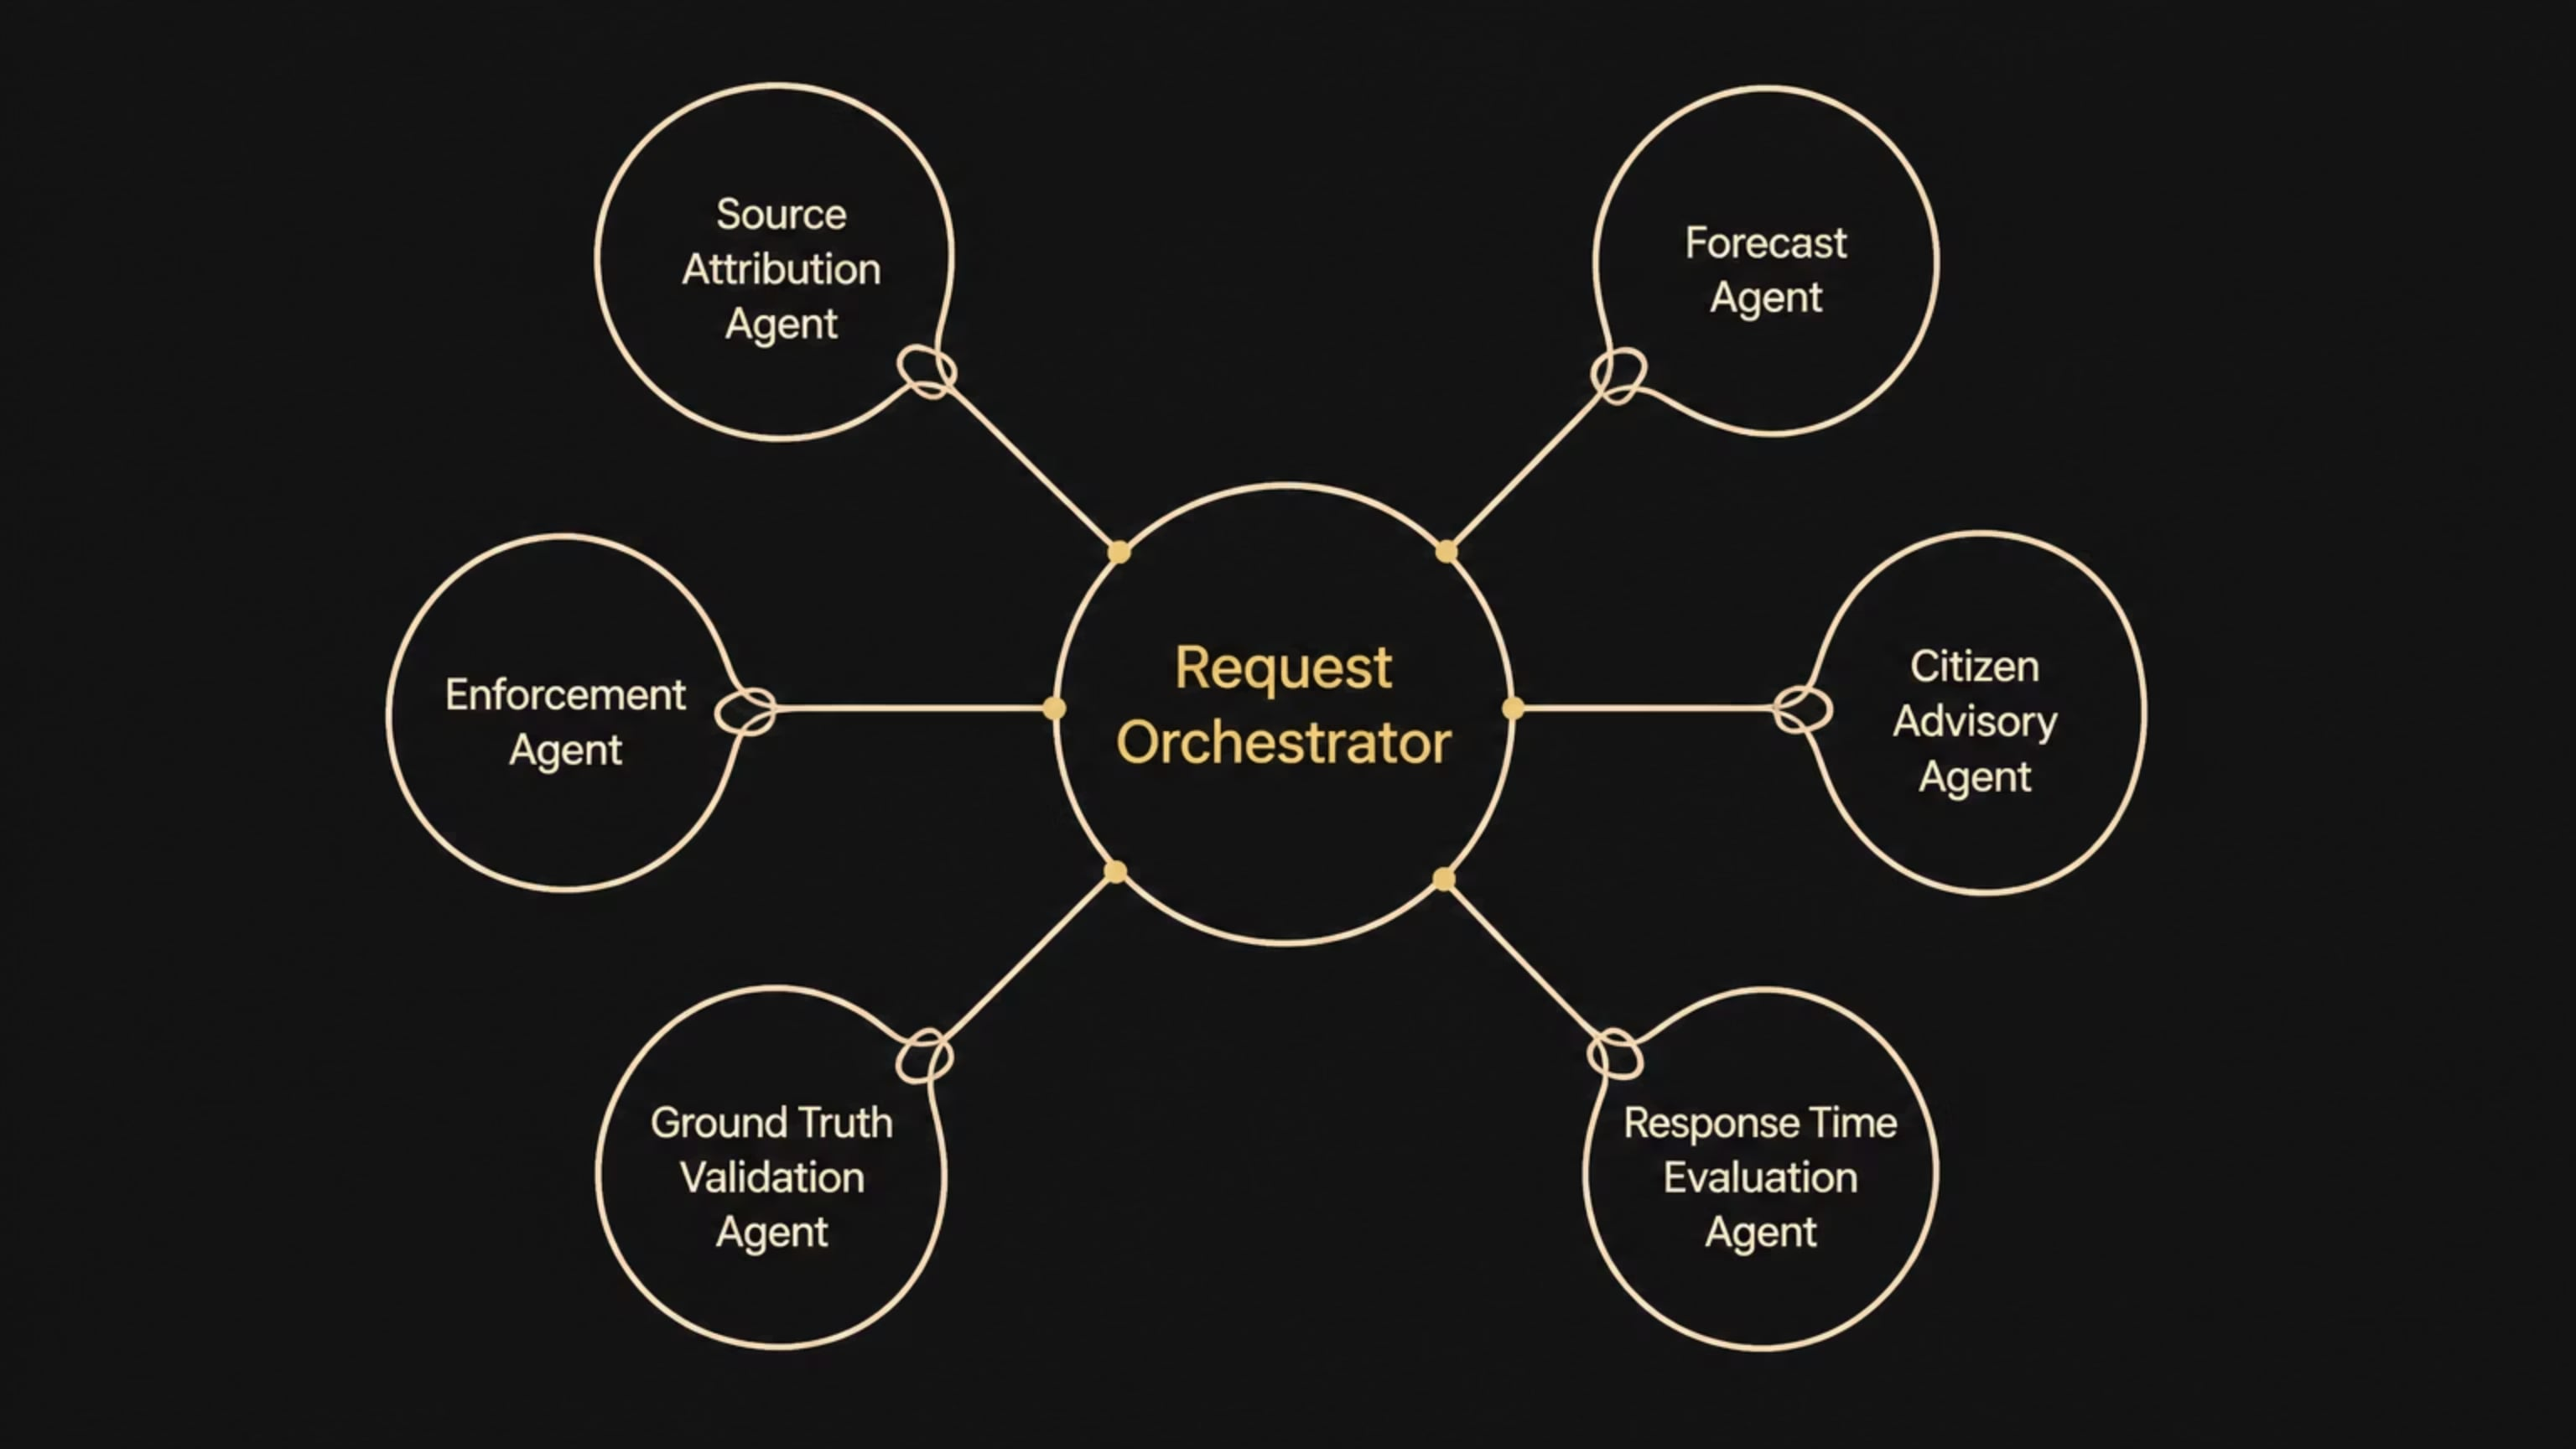 Source
Attribution
Agent
Forecast
Agent
Enforcement
Agent
Request
Orchestrator
Citizen
Advisory
Agent
Ground Truth
Validation
Agent
Response Time
Evaluation
Agent